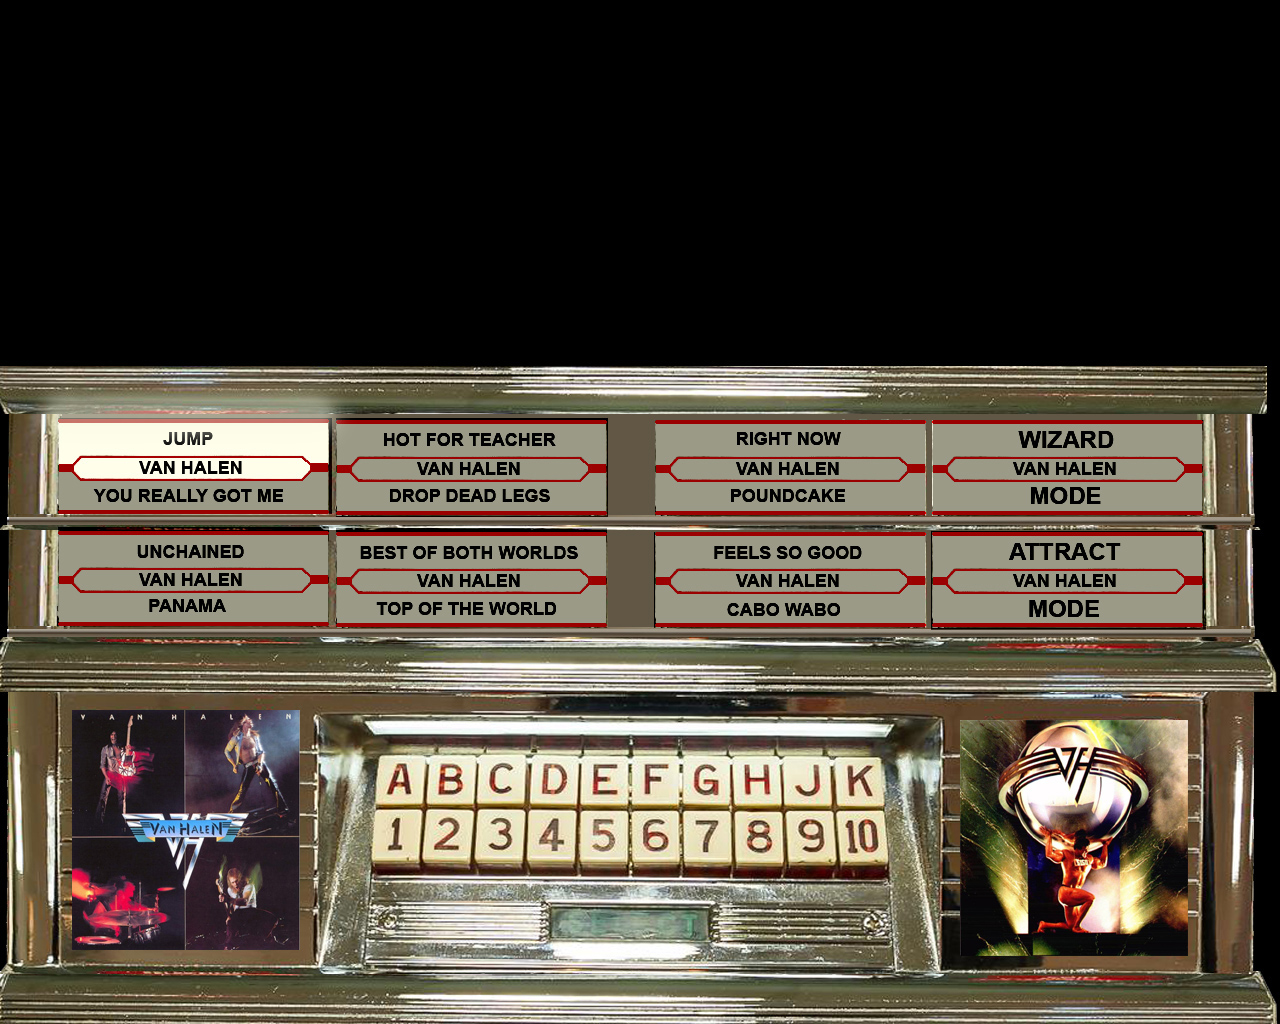 JUMP
VAN HALEN
YOU REALLY GOT ME
HOT FOR TEACHER
VAN HALEN
DROP DEAD LEGS
RIGHT NOW
VAN HALEN
POUNDCAKE
WIZARD
VAN HALEN
MODE
UNCHAINED
VAN HALEN
PANAMA
BEST OF BOTH WORLDS
VAN HALEN
TOP OF THE WORLD
FEELS SO GOOD
VAN HALEN
CABO WABO
ATTRACT
VAN HALEN
MODE
VAN HALEN
VAN HALEN
A B C D E F G H J K
1 2 3 4 5 6 7 8 9 10
VH